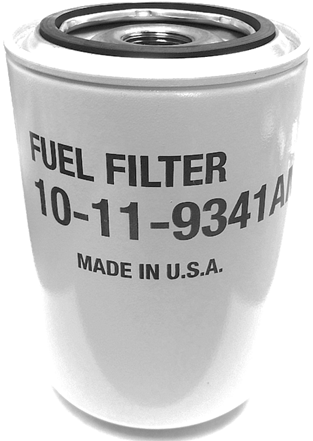 FUEL FILTER
10-11-9341A
MADE IN U.S.A.